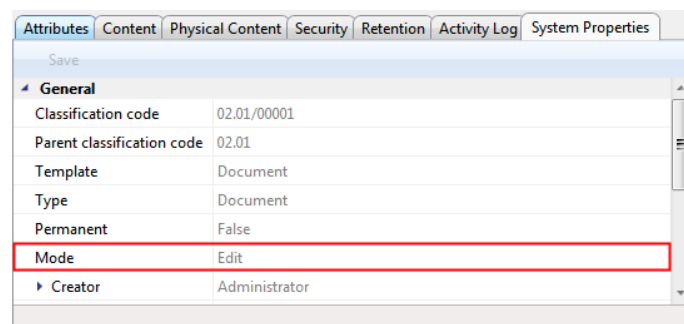 Attributes Content Physical Content Security Retention Activity Log System Properties
Save
General
Classification code 02.01/00001
Parent classification code 02.01
Template Document
Type Document
Permanent False
Mode Edit
Creator Administrator